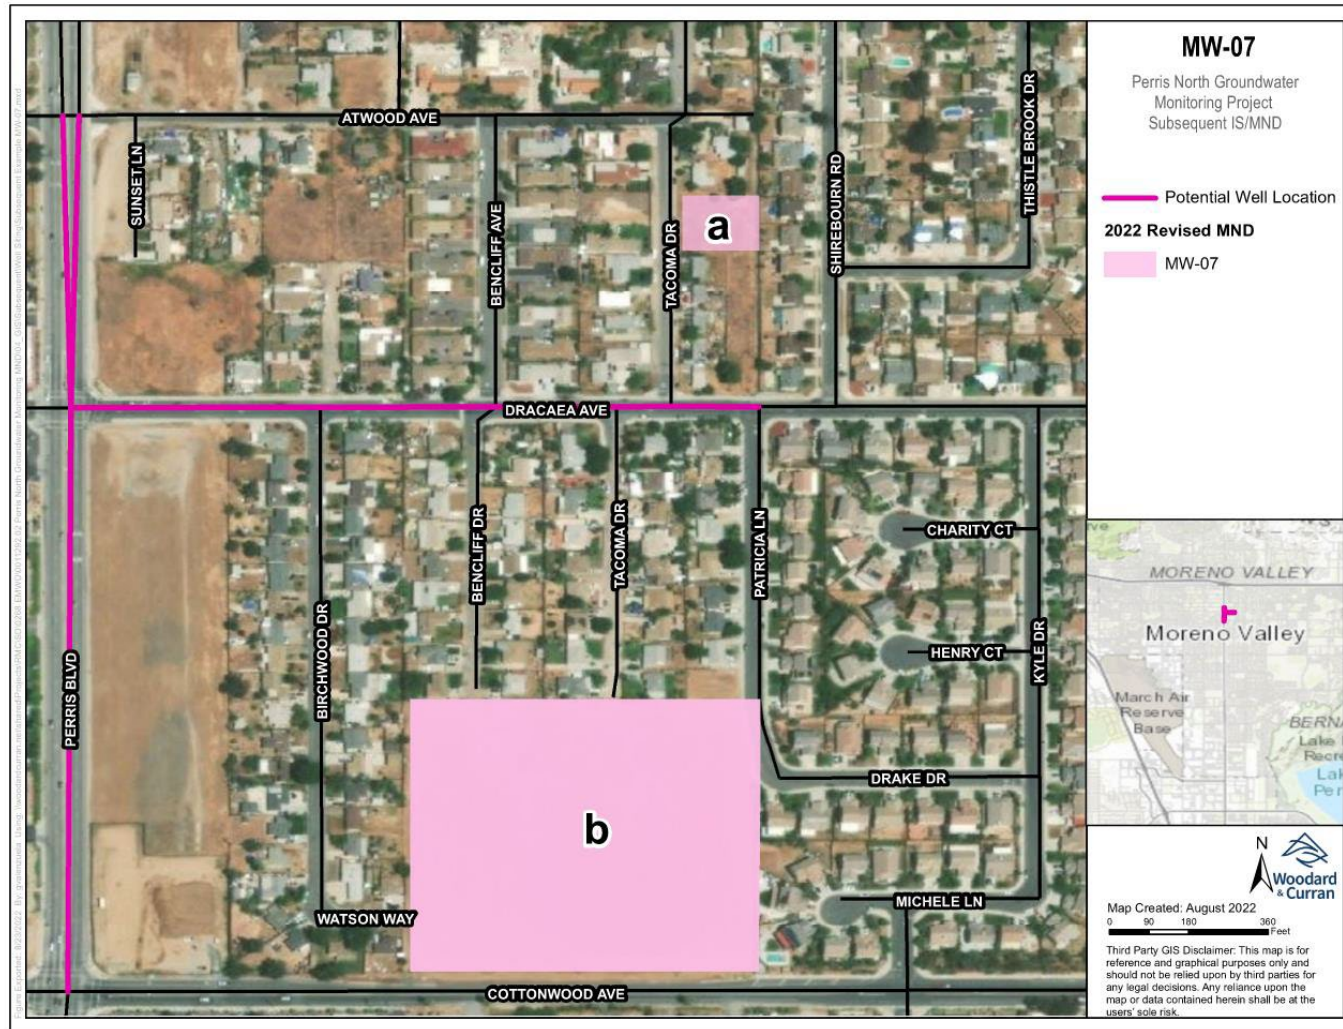 MW-07
Perris North Groundwater
Monitoring Project
Subsequent IS/MND
Potential Well Location
2022 Revised MND
MW-07
ATWOOD AVE
SUNSET LN
BENCLIFF AVE
TACOMA DR
a
SHIREBOURN RD
THISTLE BROOK DR
DRACAEA AVE
BENCLIFF DR
TACOMA DR
PATRICIA LN
CHARITY CT
HENRY CT
KYLE DR
BIRCHWOOD DR
PERRIS BLVD
DRAKE DR
b
MICHELE LN
WATSON WAY
COTTONWOOD AVE
MORENO VALLEY
Moreno Valley
March Air
Reserve
Base
Lake
N
Woodard
& Curran
Map Created: August 2022
0 90 180 360
Feet
Third Party GIS Disclaimer: This map is for
reference and graphical purposes only and
should not be relied upon by third parties for
any legal decisions. Any reliance upon the
map or data contained herein shall be at the
users' sole risk.